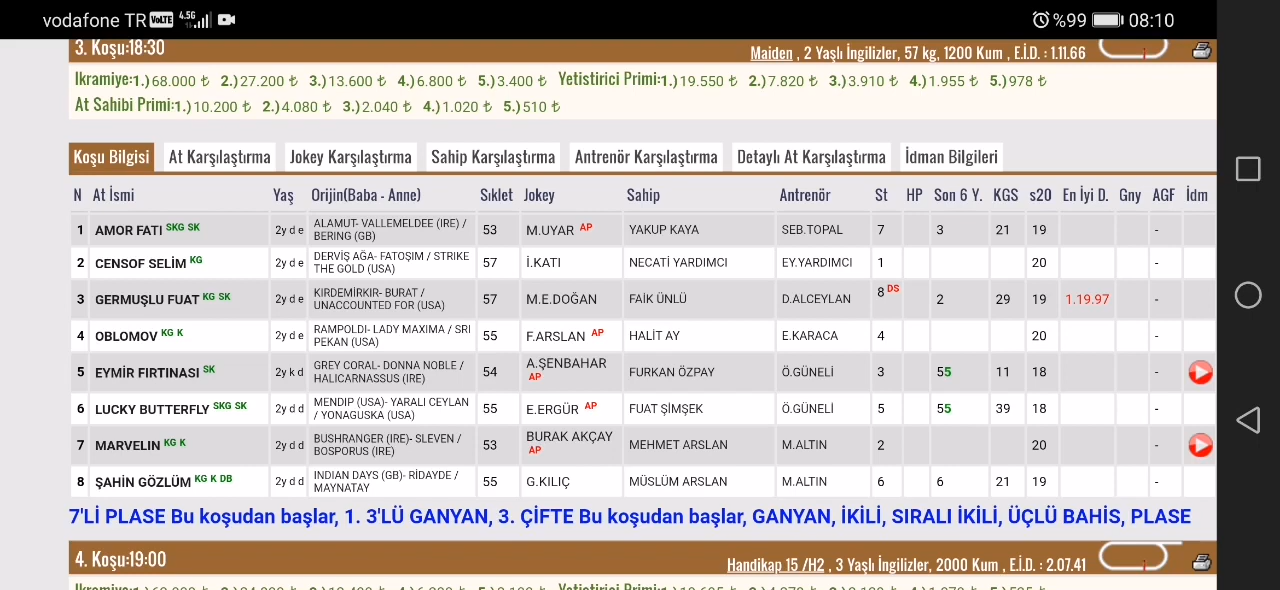 vodafone TR VoLTE 4.5G %99 08:10
3. Koşu:18:30 Maiden , 2 Yaşlı İngilizler, 57 kg, 1200 Kum , E.İ.D. : 1.11.66
İkramiye:1.)68.000 ₺ 2.)27.200 ₺ 3.)13.600 ₺ 4.)6.800 ₺ 5.)3.400 ₺ Yetistirici Primi:1.)19.550 ₺ 2.)7.820 ₺ 3.)3.910 ₺ 4.)1.955 ₺ 5.)978 ₺
At Sahibi Primi:1.)10.200 ₺ 2.)4.080 ₺ 3.)2.040 ₺ 4.)1.020 ₺ 5.)510 ₺
Koşu Bilgisi At Karşılaştırma Jokey Karşılaştırma Sahip Karşılaştırma Antrenör Karşılaştırma Detaylı At Karşılaştırma İdman Bilgileri
N At İsmi Yaş Orijin(Baba - Anne) Sıklet Jokey Sahip Antrenör St HP Son 6 Y. KGS s20 En İyi D. Gny AGF İdm
1 AMOR FATI SKG SK 2y d e ALAMUT- VALLEMELDEE (IRE) / 53 M.UYAR AP YAKUP KAYA SEB.TOPAL 7 3 21 19 -
BERING (GB)
2 CENSOF SELİM KG 2y d e DERVİŞ AĞA- FATOŞIM / STRIKE 57 İ.KATI NECATİ YARDIMCI EY.YARDIMCI 1 20 -
THE GOLD (USA)
3 GERMUŞLU FUAT KG SK 2y d e KIRDEMİRKIR- BURAT / 57 M.E.DOĞAN FAİK ÜNLÜ D.ALCEYLAN 8 DS 2 29 19 1.19.97 -
UNACCOUNTED FOR (USA)
4 OBLOMOV KG K 2y d e RAMPOLDI- LADY MAXIMA / SRI 55 F.ARSLAN AP HALİT AY E.KARACA 4 20 -
PEKAN (USA)
5 EYMİR FIRTINASI SK 2y k d GREY CORAL- DONNA NOBLE / 54 A.ŞENBAHAR FURKAN ÖZPAY Ö.GÜNELİ 3 55 11 18 -
HALICARNASSUS (IRE) AP
6 LUCKY BUTTERFLY SKG SK 2y d d MENDIP (USA)- YARALI CEYLAN 55 E.ERGÜR AP FUAT ŞİMŞEK Ö.GÜNELİ 5 55 39 18 -
/ YONAGUSKA (USA)
7 MARVELIN KG K 2y d d BUSHRANGER (IRE)- SLEVEN / 53 BURAK AKÇAY MEHMET ARSLAN M.ALTIN 2 20 -
BOSPORUS (IRE) AP
8 ŞAHİN GÖZLÜM KG K DB 2y d d INDIAN DAYS (GB)- RİDAYDE / 55 G.KILIÇ MÜSLÜM ARSLAN M.ALTIN 6 6 21 19 -
MAYNATAY
7'Lİ PLASE Bu koşudan başlar, 1. 3'LÜ GANYAN, 3. ÇİFTE Bu koşudan başlar, GANYAN, İKİLİ, SIRALI İKİLİ, ÜÇLÜ BAHİS, PLASE
4. Koşu:19:00 Handikap 15 /H2 , 3 Yaşlı İngilizler, 2000 Kum , E.İ.D. : 2.07.41